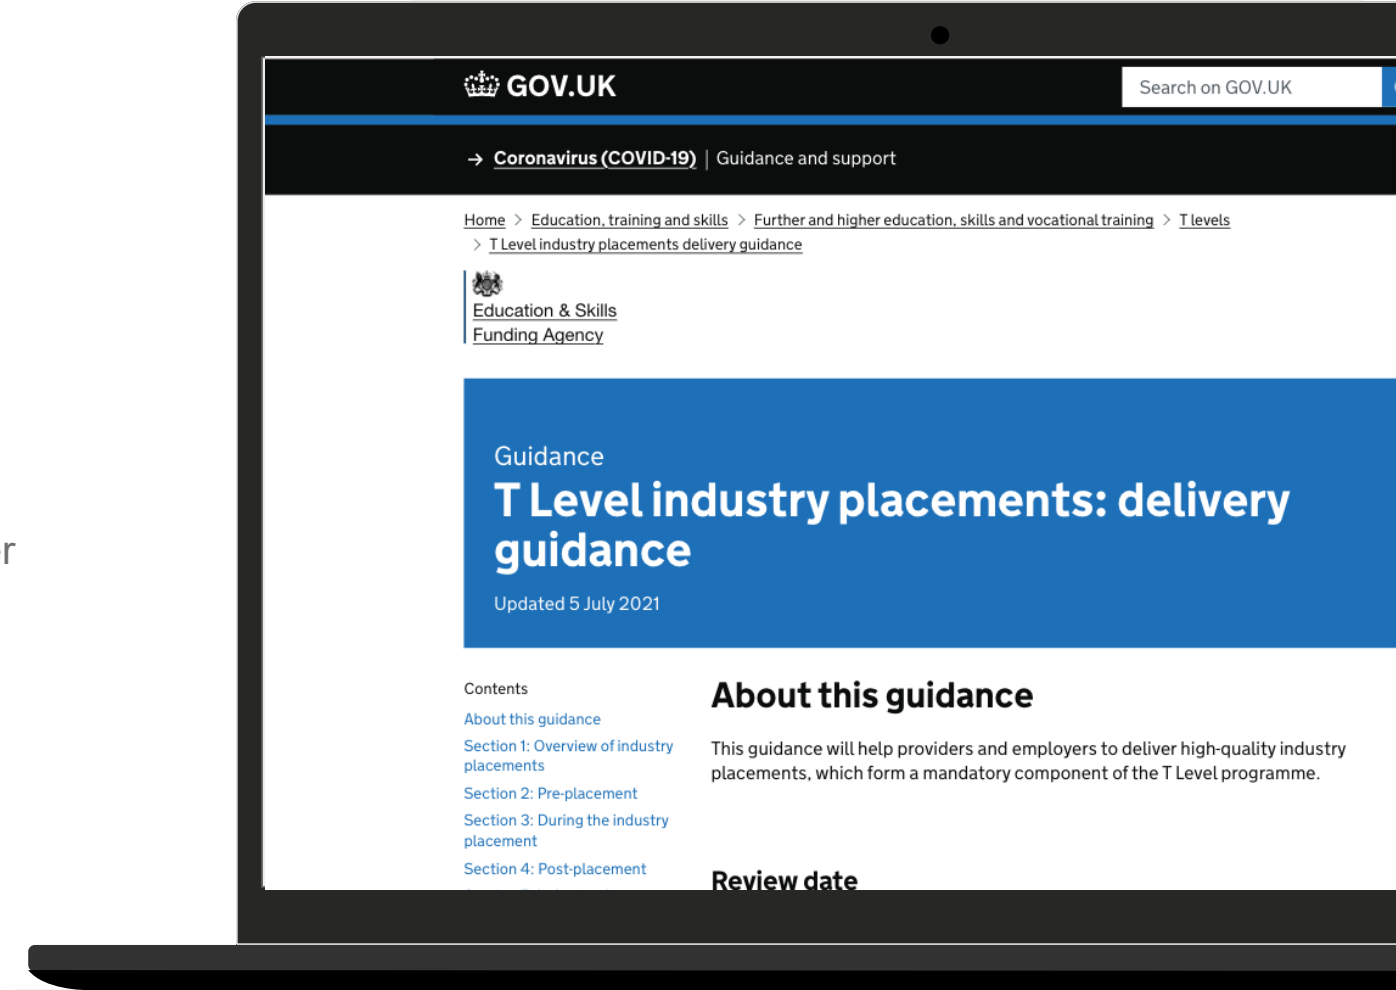 GOV.UK
Search on GOV.UK
→ Coronavirus (COVID-19) | Guidance and support
Home > Education, training and skills > Further and higher education, skills and vocational training > T levels
> T Level industry placements delivery guidance
Education & Skills
Funding Agency
Guidance
T Level industry placements: delivery
guidance
Updated 5 July 2021
Contents
About this guidance
Section 1: Overview of industry
placements
Section 2: Pre-placement
Section 3: During the industry
placement
Section 4: Post-placement
About this guidance
This guidance will help providers and employers to deliver high-quality industry
placements, which form a mandatory component of the T Level programme.
Review date